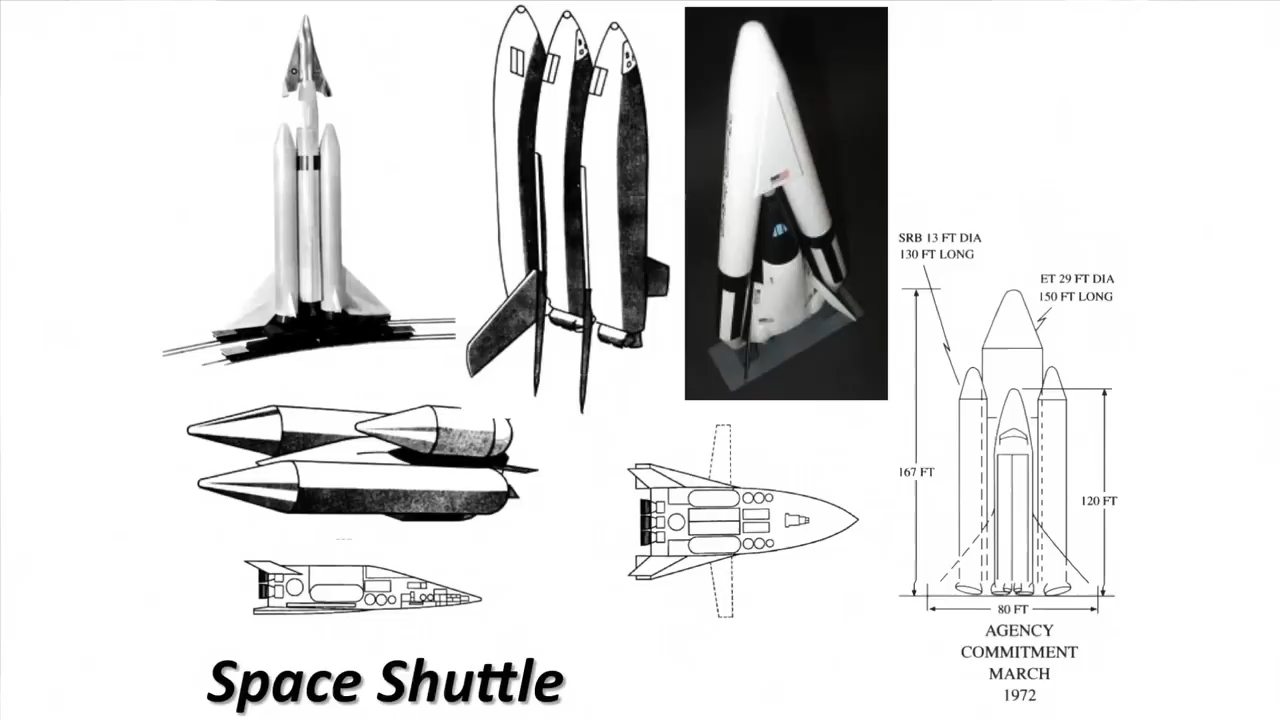 SRB 13 FT DIA
130 FT LONG
ET 29 FT DIA
150 FT LONG
167 FT
120 FT
80 FT
AGENCY
COMMITMENT
MARCH
1972
Space Shuttle